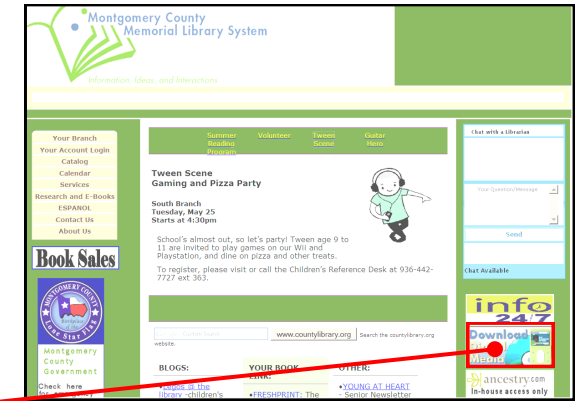 Montgomery County
Memorial Library System
Information, Ideas, and Interactions
Your Branch
Your Account Login
Catalog
Calendar
Services
Research and E-Books
ESPANOL
Contact Us
About Us
Book Sales
MONTGOMERY COUNTY
Lone Star Flag
Montgomery
County
Government
Check here
Summer
Reading
Program
Volunteer
Tween
Scene
Guitar
Hero
Tween Scene
Gaming and Pizza Party
South Branch
Tuesday, May 25
Starts at 4:30pm
School's almost out, so let's party! Tween age 9 to
11 are invited to play games on our Wii and
Playstation, and dine on pizza and other treats.
To register, please visit or call the Children's Reference Desk at 936-442-
7727 ext 363.
www.countylibrary.org
Search the countylibrary.org
website.
BLOGS:
•Legos @ the
library -children's
YOUR BOOK
LINK:
•FRESHPRINT: The
OTHER:
•YOUNG AT HEART
- Senior Newsletter
Chat with a Librarian
Your Question/Message
Send
Chat Available
info
24/7
Download
Media
ancestry.com
In-house access only